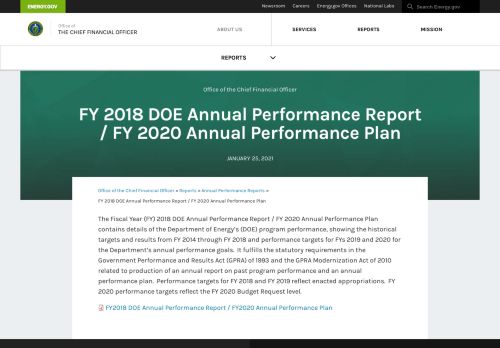 ENERGY.GOV
Newsroom Careers Energy.gov Offices National Labs Search Energy.gov
Office of
THE CHIEF FINANCIAL OFFICER
ABOUT US SERVICES REPORTS MISSION
REPORTS
Office of the Chief Financial Officer
FY 2018 DOE Annual Performance Report
/ FY 2020 Annual Performance Plan
JANUARY 25, 2021
Office of the Chief Financial Officer » Reports » Annual Performance Reports »
FY 2018 DOE Annual Performance Report / FY 2020 Annual Performance Plan
The Fiscal Year (FY) 2018 DOE Annual Performance Report / FY 2020 Annual Performance Plan
contains details of the Department of Energy's (DOE) program performance, showing the historical
targets and results from FY 2014 through FY 2018 and performance targets for FYs 2019 and 2020 for
the Department's annual performance goals. It fulfills the statutory requirements in the
Government Performance and Results Act (GPRA) of 1993 and the GPRA Modernization Act of 2010
related to production of an annual report on past program performance and an annual
performance plan. Performance targets for FY 2018 and FY 2019 reflect enacted appropriations. FY
2020 performance targets reflect the FY 2020 Budget Request level.
FY2018 DOE Annual Performance Report / FY2020 Annual Performance Plan